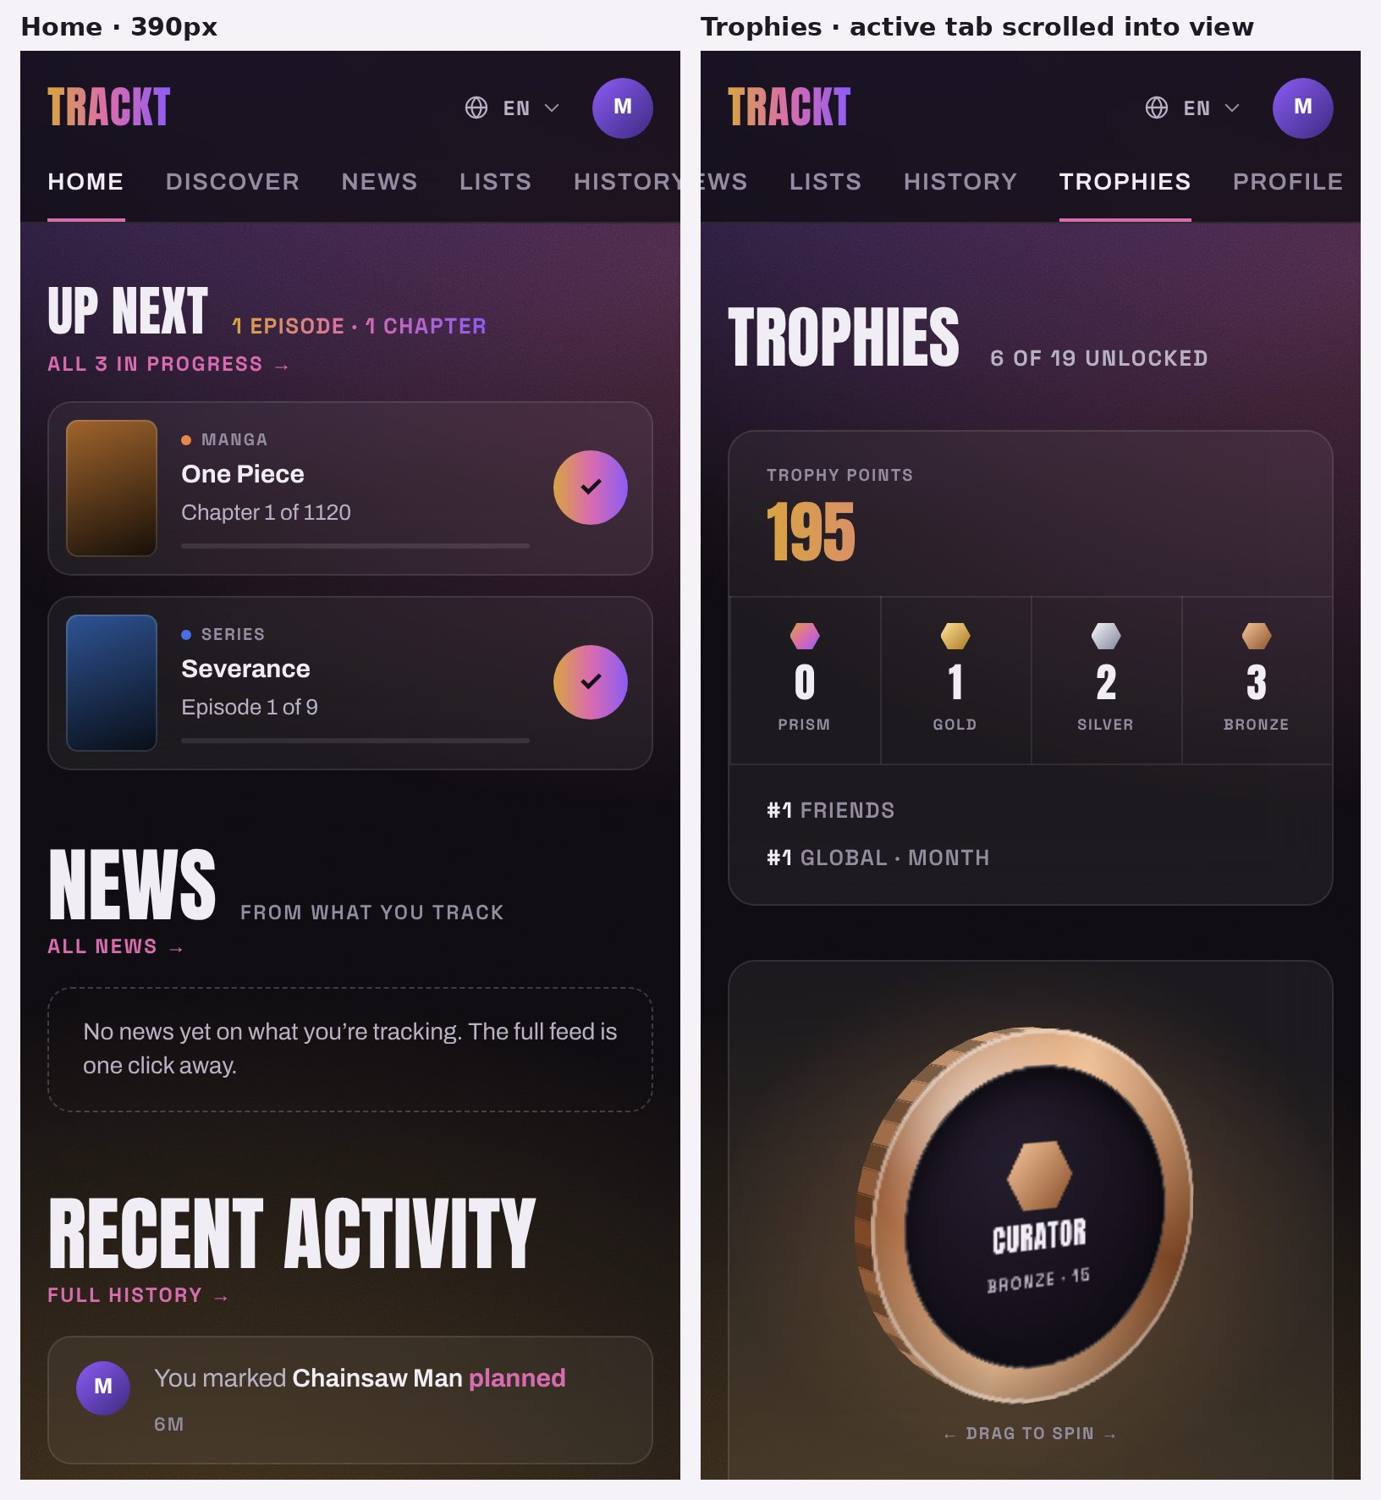 Home · 390px
TRACKT
EN
M
HOME DISCOVER NEWS LISTS HISTORY
UP NEXT 1 EPISODE · 1 CHAPTER
ALL 3 IN PROGRESS →
MANGA
One Piece
Chapter 1 of 1120
SERIES
Severance
Episode 1 of 9
NEWS FROM WHAT YOU TRACK
ALL NEWS →
No news yet on what you’re tracking. The full feed is
one click away.
RECENT ACTIVITY
FULL HISTORY →
M
You marked Chainsaw Man planned
6M
Trophies · active tab scrolled into view
TRACKT
EN
M
EWS LISTS HISTORY TROPHIES PROFILE
TROPHIES 6 OF 19 UNLOCKED
TROPHY POINTS
195
0 1 2 3
PRISM GOLD SILVER BRONZE
#1 FRIENDS
#1 GLOBAL · MONTH
CURATOR
BRONZE · 15
← DRAG TO SPIN →